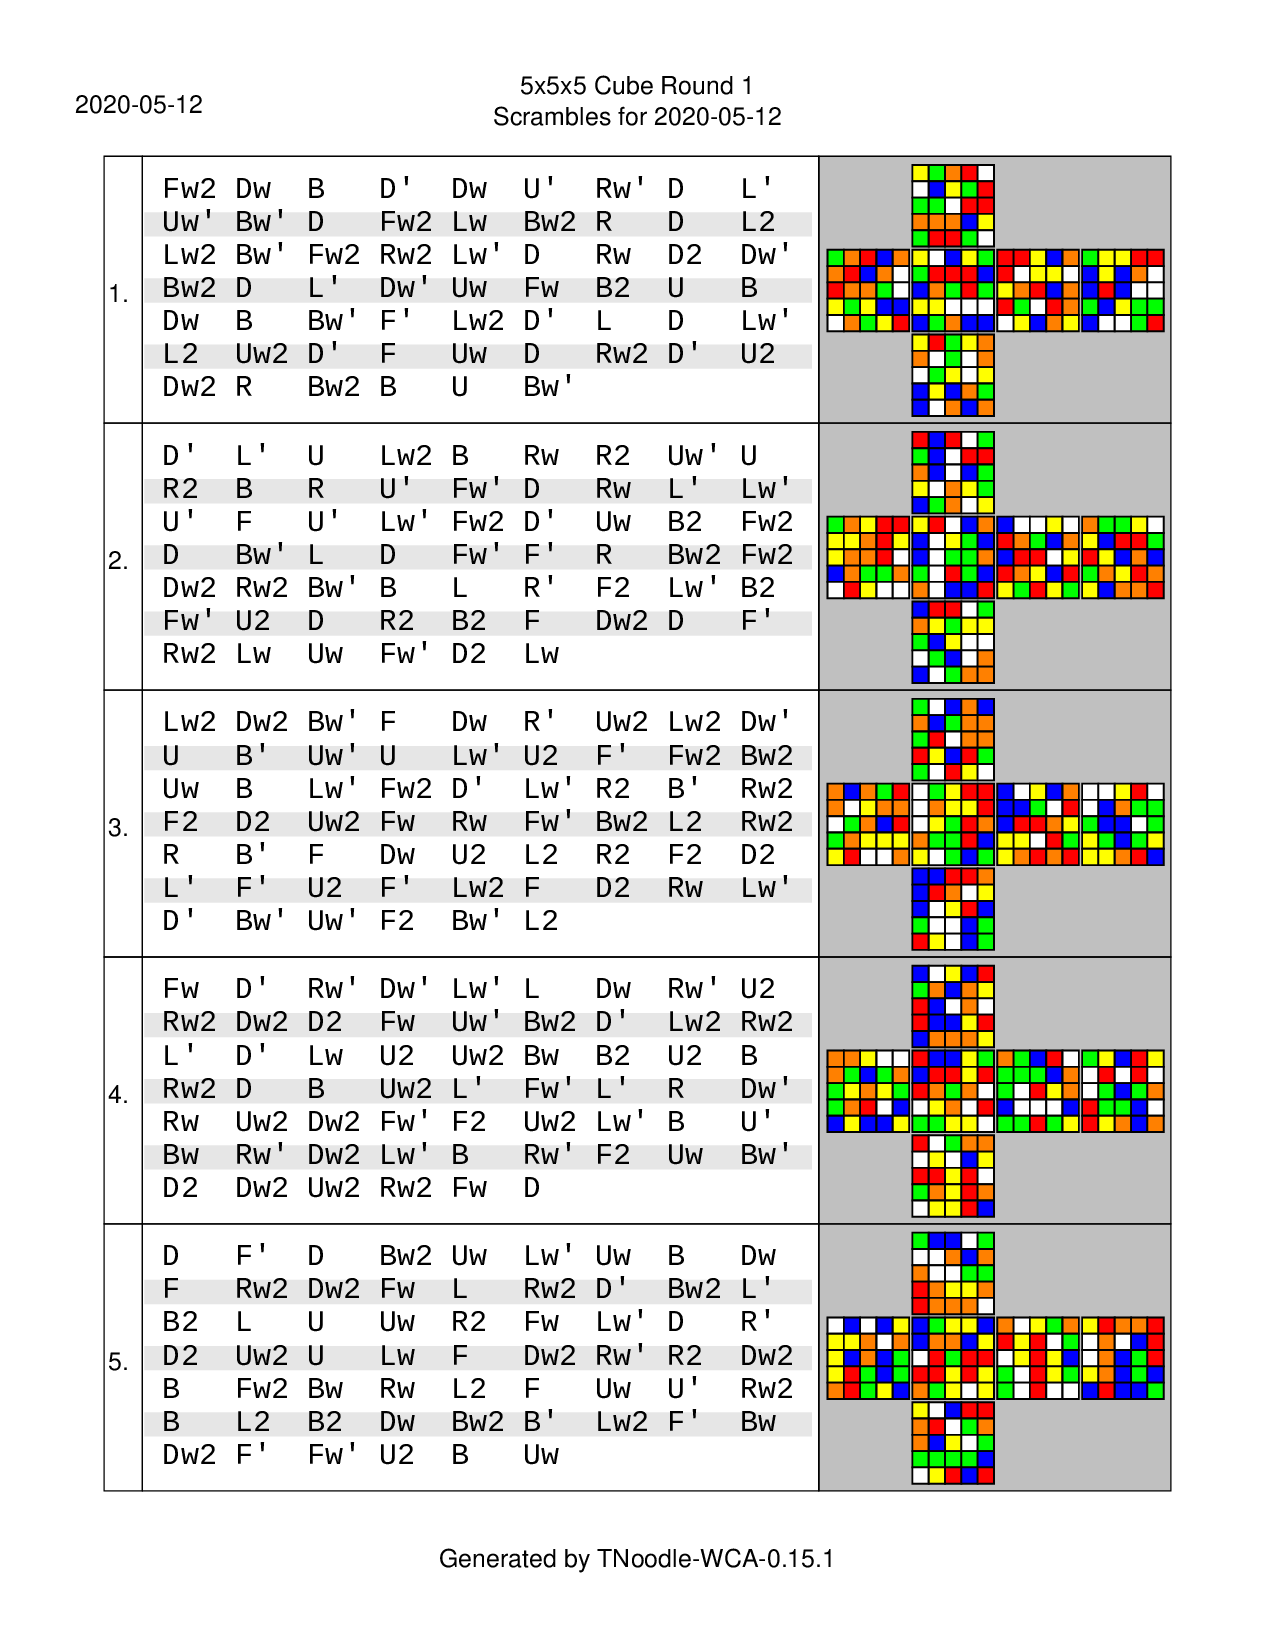 5x5x5 Cube Round 1
2020-05-12
Scrambles for 2020-05-12
1.
Fw2 Dw B D' Dw U' Rw' D L'
Uw' Bw' D Fw2 Lw Bw2 R D L2
Lw2 Bw' Fw2 Rw2 Lw' D Rw D2 Dw'
Bw2 D L' Dw' Uw Fw B2 U B
Dw B Bw' F' Lw2 D' L D Lw'
L2 Uw2 D' F Uw D Rw2 D' U2
Dw2 R Bw2 B U Bw'
2.
D' L' U Lw2 B Rw R2 Uw' U
R2 B R U' Fw' D Rw L' Lw'
U' F U' Lw' Fw2 D' Uw B2 Fw2
D Bw' L D Fw' F' R Bw2 Fw2
Dw2 Rw2 Bw' B L R' F2 Lw' B2
Fw' U2 D R2 B2 F Dw2 D F'
Rw2 Lw Uw Fw' D2 Lw
3.
Lw2 Dw2 Bw' F Dw R' Uw2 Lw2 Dw'
U B' Uw' U Lw' U2 F' Fw2 Bw2
Uw B Lw' Fw2 D' Lw' R2 B' Rw2
F2 D2 Uw2 Fw Rw Fw' Bw2 L2 Rw2
R B' F Dw U2 L2 R2 F2 D2
L' F' U2 F' Lw2 F D2 Rw Lw'
D' Bw' Uw' F2 Bw' L2
4.
Fw D' Rw' Dw' Lw' L Dw Rw' U2
Rw2 Dw2 D2 Fw Uw' Bw2 D' Lw2 Rw2
L' D' Lw U2 Uw2 Bw B2 U2 B
Rw2 D B Uw2 L' Fw' L' R Dw'
Rw Uw2 Dw2 Fw' F2 Uw2 Lw' B U'
Bw Rw' Dw2 Lw' B Rw' F2 Uw Bw'
D2 Dw2 Uw2 Rw2 Fw D
5.
D F' D Bw2 Uw Lw' Uw B Dw
F Rw2 Dw2 Fw L Rw2 D' Bw2 L'
B2 L U Uw R2 Fw Lw' D R'
D2 Uw2 U Lw F Dw2 Rw' R2 Dw2
B Fw2 Bw Rw L2 F Uw U' Rw2
B L2 B2 Dw Bw2 B' Lw2 F' Bw
Dw2 F' Fw' U2 B Uw
Generated by TNoodle-WCA-0.15.1